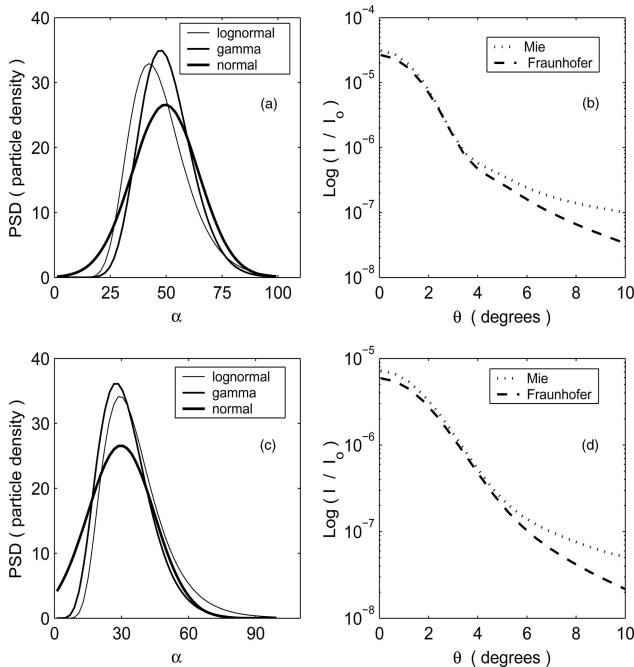 40
30
20
10
0
PSD ( particle density )
lognormal
gamma
normal
(a)
0 25 50 75 100
α
10⁻⁴
10⁻⁵
10⁻⁶
10⁻⁷
10⁻⁸
Log ( I / Iₒ )
Mie
Fraunhofer
(b)
0 2 4 6 8 10
θ ( degrees )
40
30
20
10
0
PSD ( particle density )
lognormal
gamma
normal
(c)
0 30 60 90
α
10⁻⁵
10⁻⁶
10⁻⁷
10⁻⁸
Log ( I / Iₒ )
Mie
Fraunhofer
(d)
0 2 4 6 8 10
θ ( degrees )